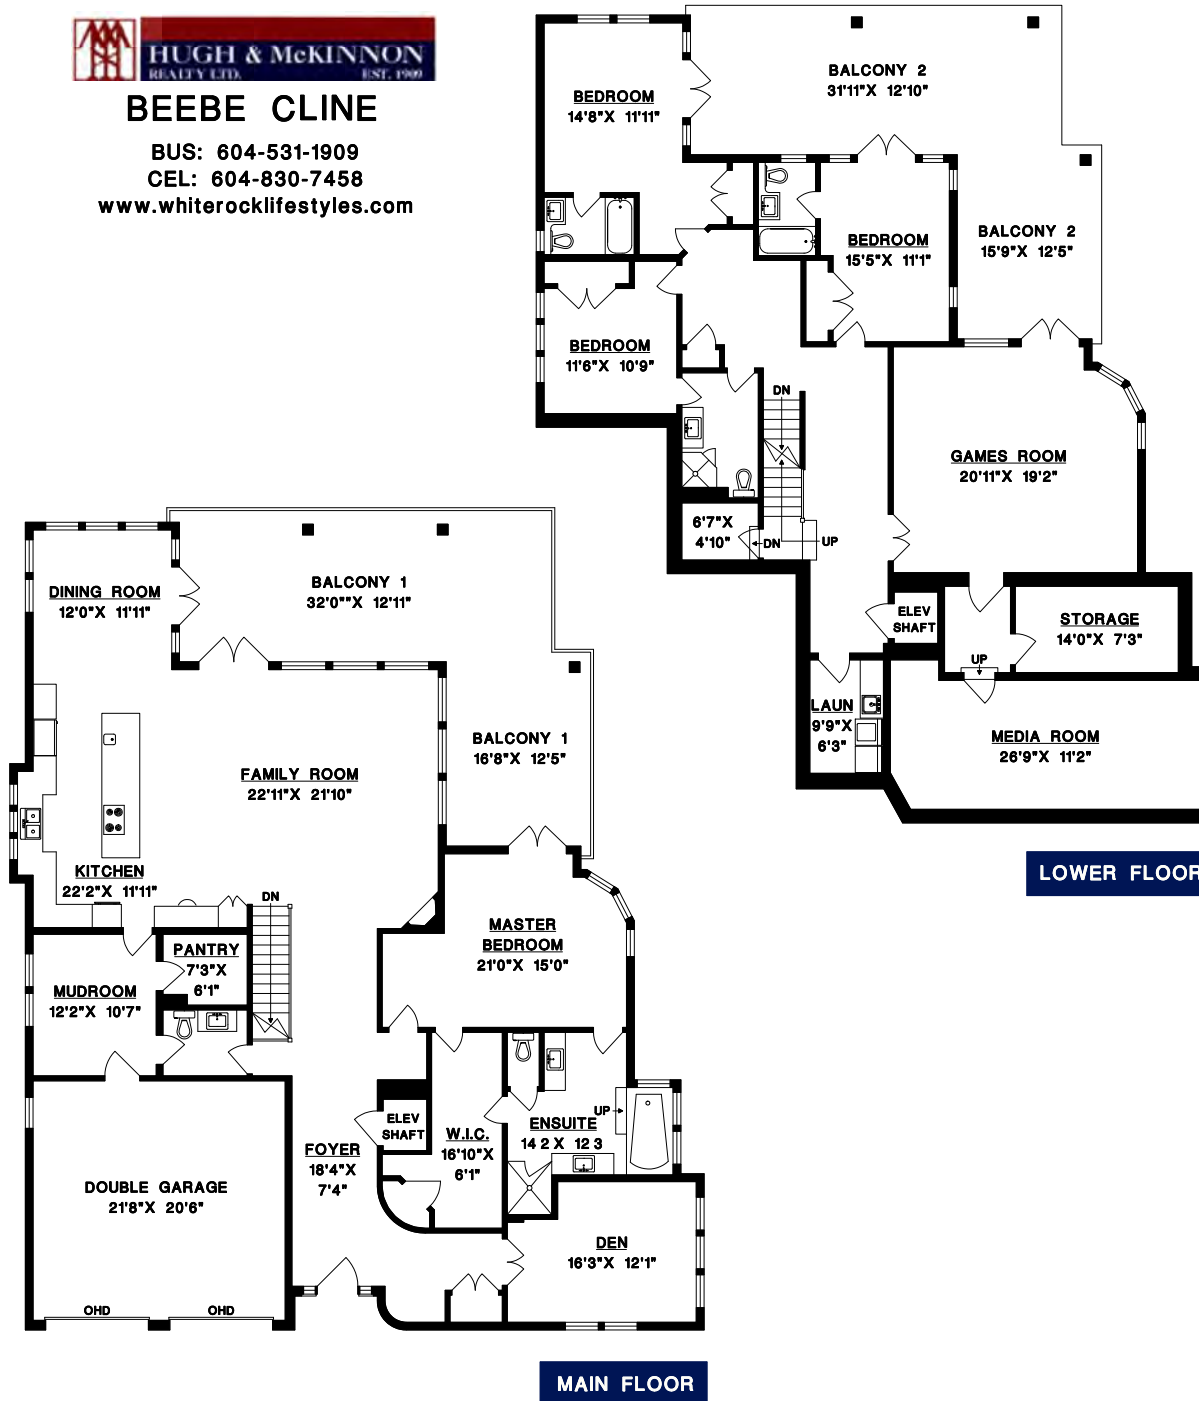 HUGH & McKINNON
REALTY LTD. EST. 1909
BEEBE CLINE
BUS: 604-531-1909
CEL: 604-830-7458
www.whiterocklifestyles.com
BEDROOM
14'8"X 11'11"
BALCONY 2
31'11"X 12'10"
BEDROOM
15'5"X 11'1"
BALCONY 2
15'9"X 12'5"
BEDROOM
11'6"X 10'9"
DN
GAMES ROOM
20'11"X 19'2"
6'7"X
4'10"
DN
UP
ELEV
SHAFT
STORAGE
14'0"X 7'3"
UP
LAUN
9'9"X
6'3"
MEDIA ROOM
26'9"X 11'2"
LOWER FLOOR
DINING ROOM
12'0"X 11'11"
BALCONY 1
32'0""X 12'11"
BALCONY 1
16'8"X 12'5"
FAMILY ROOM
22'11"X 21'10"
KITCHEN
22'2"X 11'11"
DN
MASTER
BEDROOM
21'0"X 15'0"
PANTRY
7'3"X
6'1"
MUDROOM
12'2"X 10'7"
ELEV
SHAFT
W.I.C.
16'10"X
6'1"
UP
ENSUITE
14 2 X 12 3
FOYER
18'4"X
7'4"
DOUBLE GARAGE
21'8"X 20'6"
DEN
16'3"X 12'1"
OHD
OHD
MAIN FLOOR